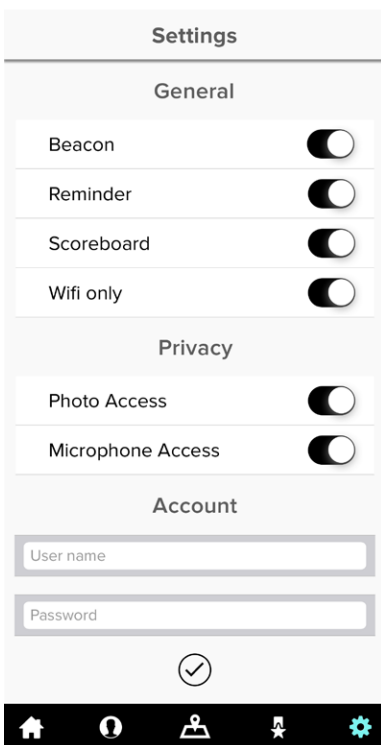 Settings
General
Beacon
Reminder
Scoreboard
Wifi only
Privacy
Photo Access
Microphone Access
Account
User name
Password